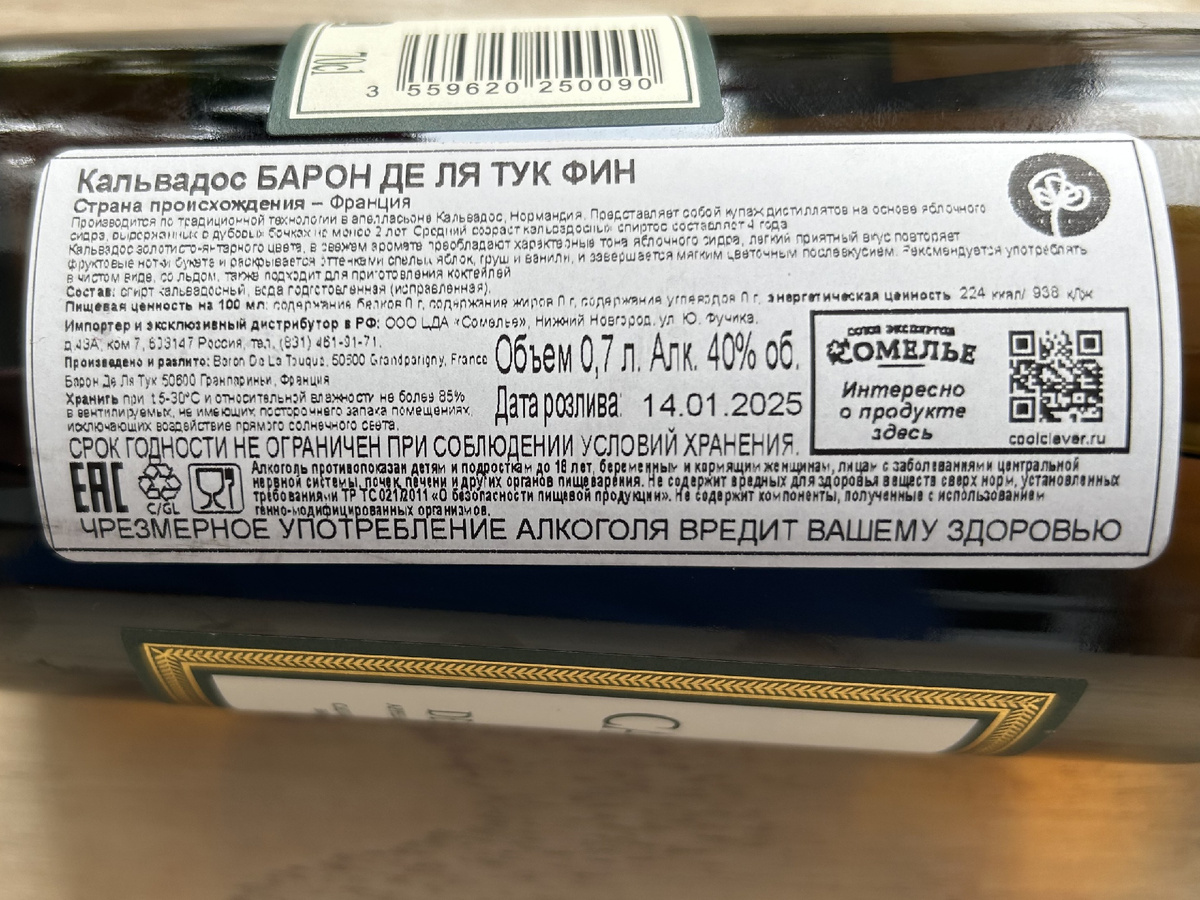 70cl
3 559620 250090
Кальвадос БАРОН ДЕ ЛЯ ТУК ФИН
Страна происхождения – Франция
Производится по традиционной технологии в апелласьоне Кальвадос, Нормандия. Представляет собой купаж дистиллятов на основе яблочного
сидра, выдержанных в дубовых бочках не менее 2 лет. Средний возраст кальвадосных спиртов составляет 4 года
Кальвадос золотисто-янтарного цвета, в свежем аромате преобладают характерные тона яблочного сидра, легкий приятный вкус повторяет
фруктовые нотки букета и раскрывается оттенками спелых яблок, груш и ванили, и завершается мягким цветочным послевкусием. Рекомендуется употреблять
в чистом виде, со льдом, также подходит для приготовления коктейлей
Состав: спирт кальвадосный, вода подготовленная (исправленная).
Пищевая ценность на 100 мл: содержания белков 0 г, содержание жиров 0 г, содержание углеводов 0 г, энергетическая ценность 224 ккал/ 938 кДж
Импортер и эксклюзивный дистрибутор в РФ: ООО ЦДА «Сомелье», Нижний Новгород, ул. Ю. Фучика,
д.43А, ком 7, 603147 Россия, тел. (831) 461-91-71.
Произведено и разлито: Baron De La Touque, 50600 Grandparigny, France
Барон Де Ля Тук 50600 Гранпариньи, Франция
Объем 0,7 л. Алк. 40% об.
Хранить при t 5-30°C и относительной влажности не более 85%
в вентилируемых, не имеющих постороннего запаха помещениях,
исключающих воздействие прямого солнечного света.
Дата розлива: 14.01.2025
СОЮЗ ЭКСПЕРТОВ
СОМЕЛЬЕ
Интересно
о продукте
здесь
coolclever.ru
СРОК ГОДНОСТИ НЕ ОГРАНИЧЕН ПРИ СОБЛЮДЕНИИ УСЛОВИЙ ХРАНЕНИЯ.
EAC
C/GL
Алкоголь противопоказан детям и подросткам до 18 лет, беременным и кормящим женщинам, лицам с заболеваниями центральной
нервной системы, почек, печени и других органов пищеварения. Не содержит вредных для здоровья веществ сверх норм, установленных
требованиями ТР ТС 021/2011 «О безопасности пищевой продукции». Не содержит компоненты, полученные с использованием
генно-модифицированных организмов.
ЧРЕЗМЕРНОЕ УПОТРЕБЛЕНИЕ АЛКОГОЛЯ ВРЕДИТ ВАШЕМУ ЗДОРОВЬЮ